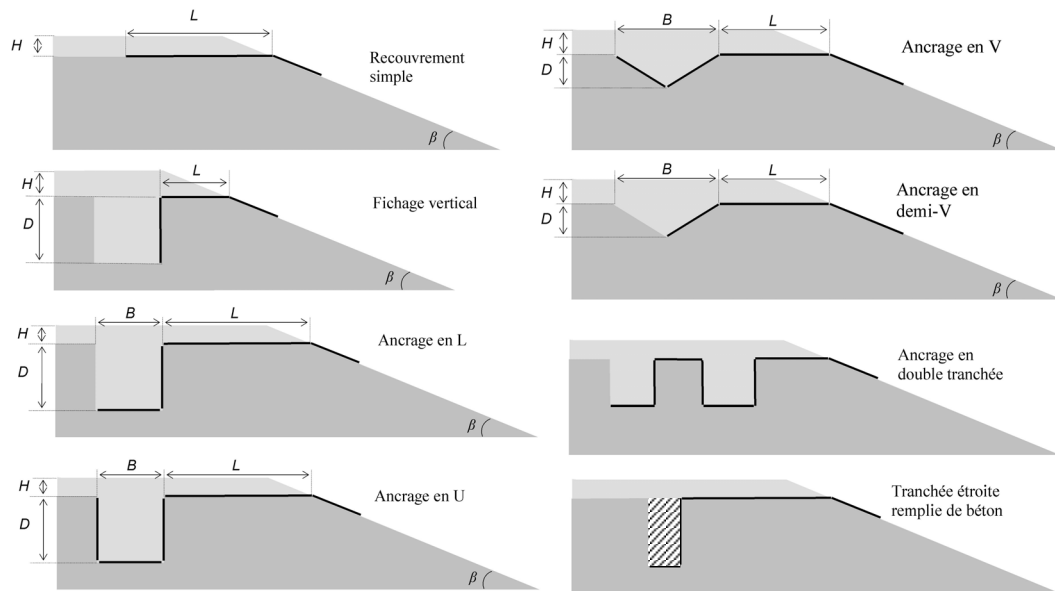 L
H
Recouvrement
simple
β
L
H
Fichage vertical
D
β
B
L
H
Ancrage en L
D
β
B
L
H
Ancrage en U
D
β
B
L
H
Ancrage en V
D
β
B
L
H
Ancrage en
demi-V
D
β
Ancrage en
double tranchée
Tranchée étroite
remplie de béton